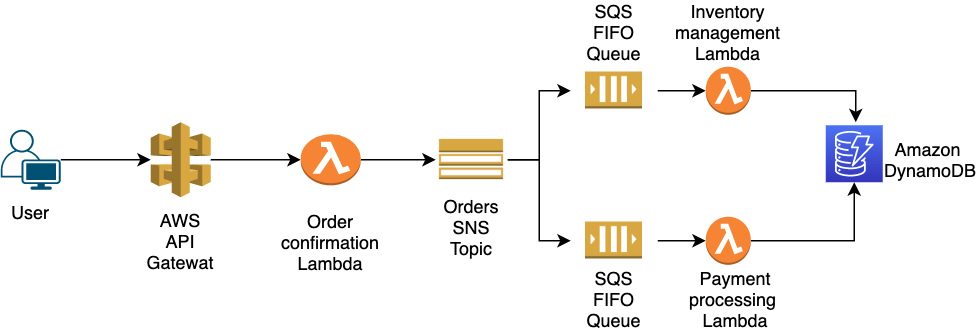 User
AWS
API
Gatewat
Order
confirmation
Lambda
Orders
SNS
Topic
SQS
FIFO
Queue
Inventory
management
Lambda
SQS
FIFO
Queue
Payment
processing
Lambda
Amazon
DynamoDB